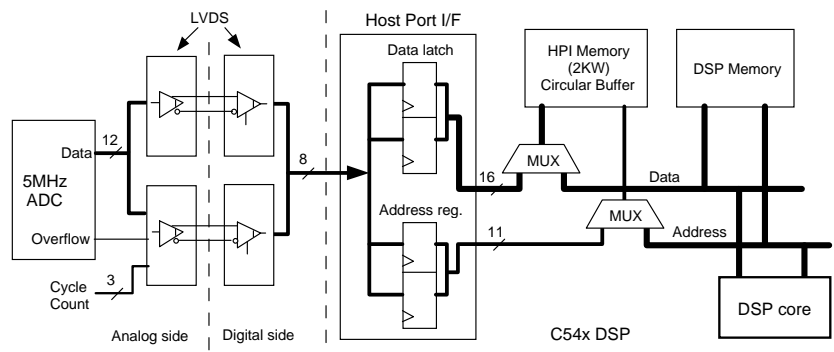 LVDS
Host Port I/F
Data latch
HPI Memory
(2KW)
Circular Buffer
DSP Memory
12
Data
5MHz
ADC
8
MUX
16
Data
Address reg.
MUX
Overflow
11
Address
3
Cycle
Count
DSP core
Analog side
Digital side
C54x DSP